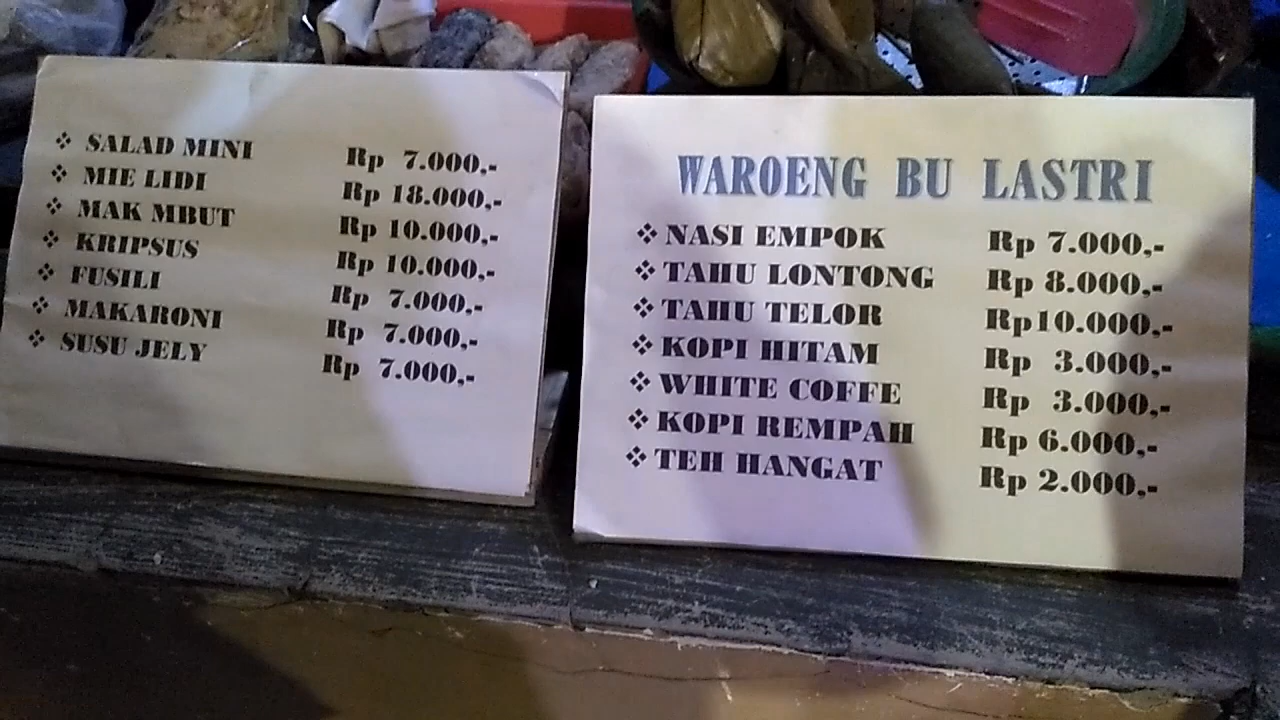 ❖ SALAD MINI Rp 7.000,-
❖ MIE LIDI Rp 18.000,-
❖ MAK MBUT Rp 10.000,-
❖ KRIPSUS Rp 10.000,-
❖ FUSILI Rp 7.000,-
❖ MAKARONI Rp 7.000,-
❖ SUSU JELY Rp 7.000,-
WAROENG BU LASTRI
❖ NASI EMPOK Rp 7.000,-
❖ TAHU LONTONG Rp 8.000,-
❖ TAHU TELOR Rp10.000,-
❖ KOPI HITAM Rp 3.000,-
❖ WHITE COFFE Rp 3.000,-
❖ KOPI REMPAH Rp 6.000,-
❖ TEH HANGAT Rp 2.000,-